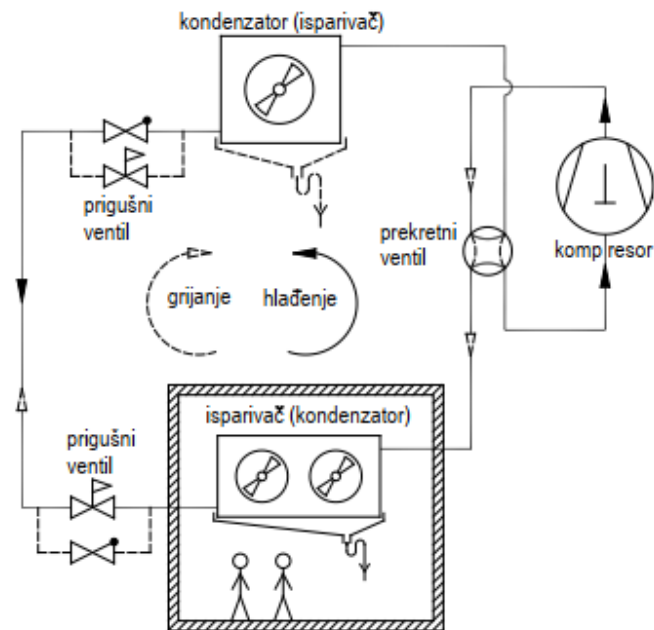 kondenzator (isparivač)
prigušni
ventil
prekretni
ventil
kompresor
grijanje
hlađenje
isparivač (kondenzator)
prigušni
ventil